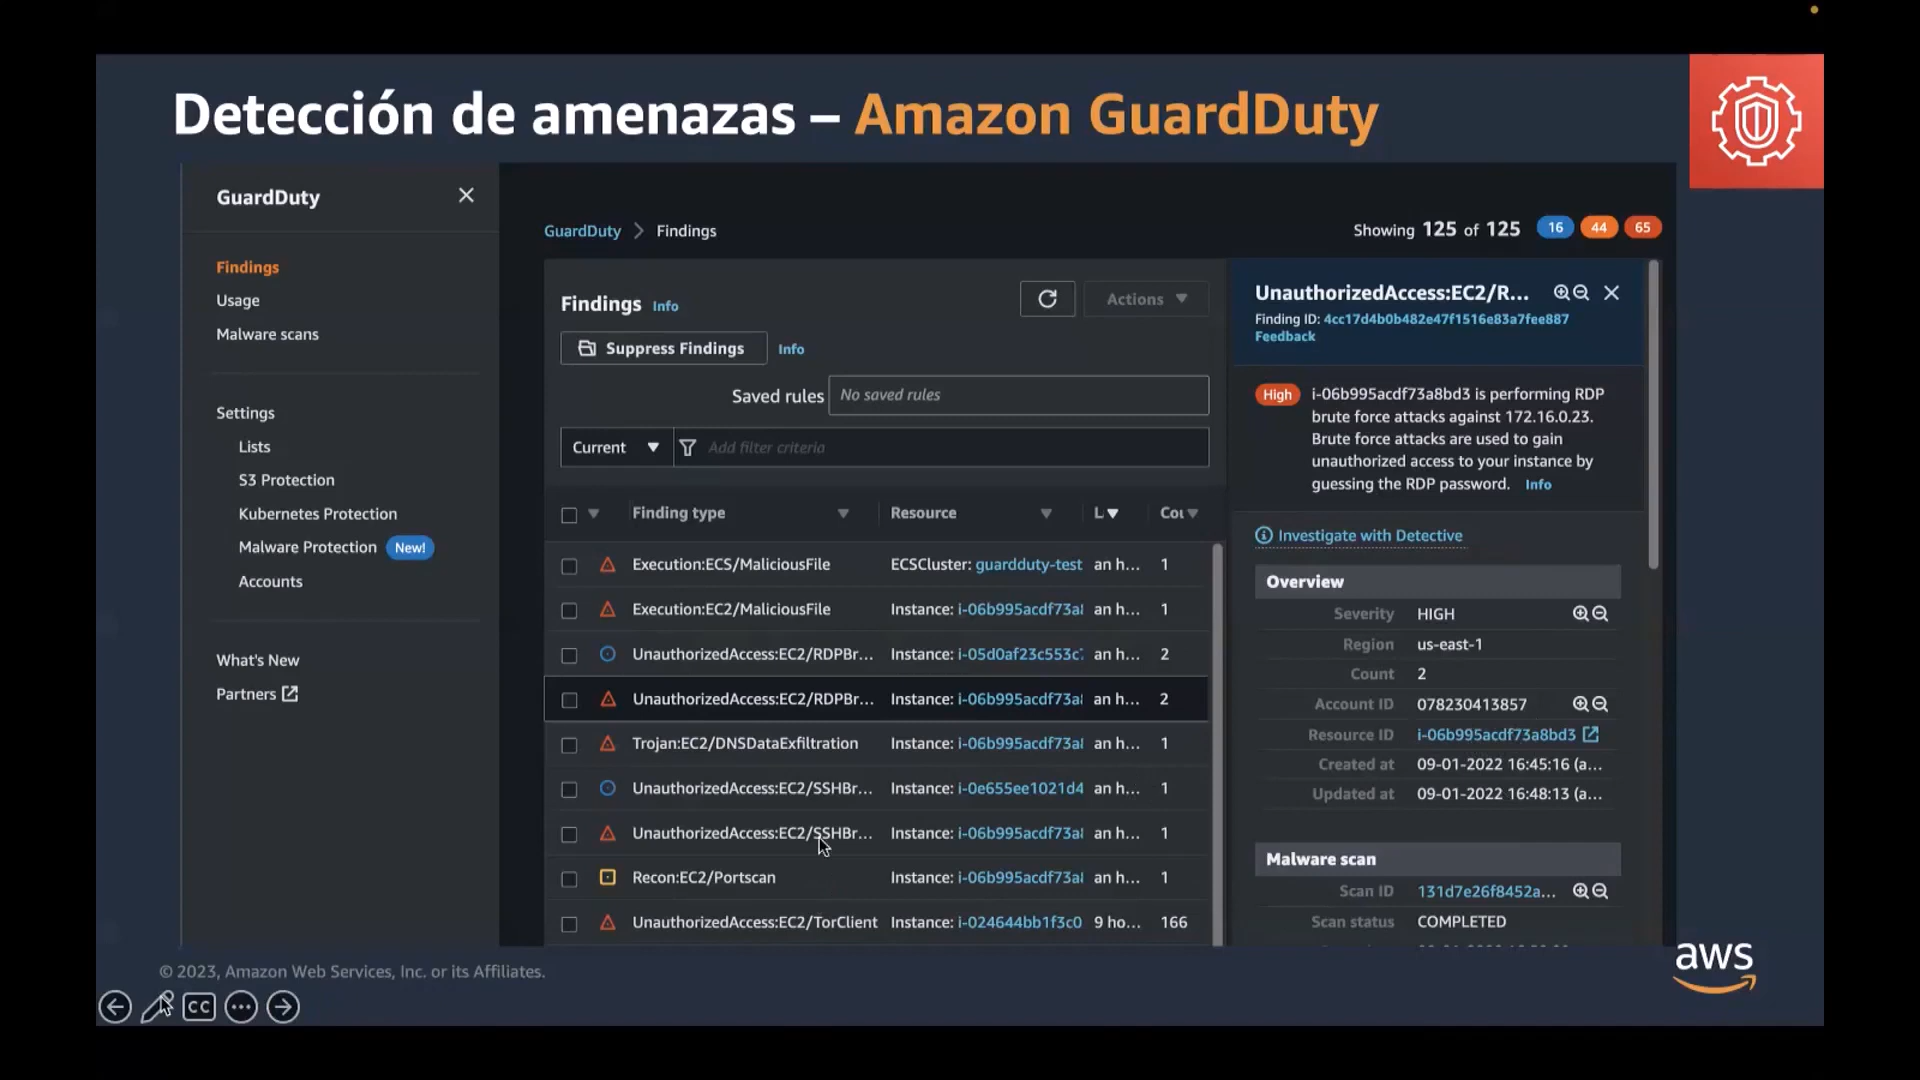 Detección de amenazas – Amazon GuardDuty
GuardDuty
Findings
Usage
Malware scans
Settings
Lists
S3 Protection
Kubernetes Protection
Malware Protection New!
Accounts
What's New
Partners
GuardDuty Findings
Showing 125 of 125 16 44 65
Findings Info
Actions
Suppress Findings Info
Saved rules No saved rules
Current Add filter criteria
Finding type Resource L Cou
Execution:ECS/MaliciousFile ECSCluster: guardduty-test an h... 1
Execution:EC2/MaliciousFile Instance: i-06b995acdf73a an h... 1
UnauthorizedAccess:EC2/RDPBr... Instance: i-05d0af23c553c an h... 2
UnauthorizedAccess:EC2/RDPBr... Instance: i-06b995acdf73a an h... 2
Trojan:EC2/DNSDataExfiltration Instance: i-06b995acdf73a an h... 1
UnauthorizedAccess:EC2/SSHBr... Instance: i-0e655ee1021d4 an h... 1
UnauthorizedAccess:EC2/SSHBr... Instance: i-06b995acdf73a an h... 1
Recon:EC2/Portscan Instance: i-06b995acdf73a an h... 1
UnauthorizedAccess:EC2/TorClient Instance: i-024644bb1f3c0 9 ho... 166
UnauthorizedAccess:EC2/R...
Finding ID: 4cc17d4b0b482e47f1516e83a7fee887
Feedback
High i-06b995acdf73a8bd3 is performing RDP
brute force attacks against 172.16.0.23.
Brute force attacks are used to gain
unauthorized access to your instance by
guessing the RDP password. Info
Investigate with Detective
Overview
Severity HIGH
Region us-east-1
Count 2
Account ID 078230413857
Resource ID i-06b995acdf73a8bd3
Created at 09-01-2022 16:45:16 (a...
Updated at 09-01-2022 16:48:13 (a...
Malware scan
Scan ID 131d7e26f8452a...
Scan status COMPLETED
© 2023, Amazon Web Services, Inc. or its Affiliates.
aws
CC